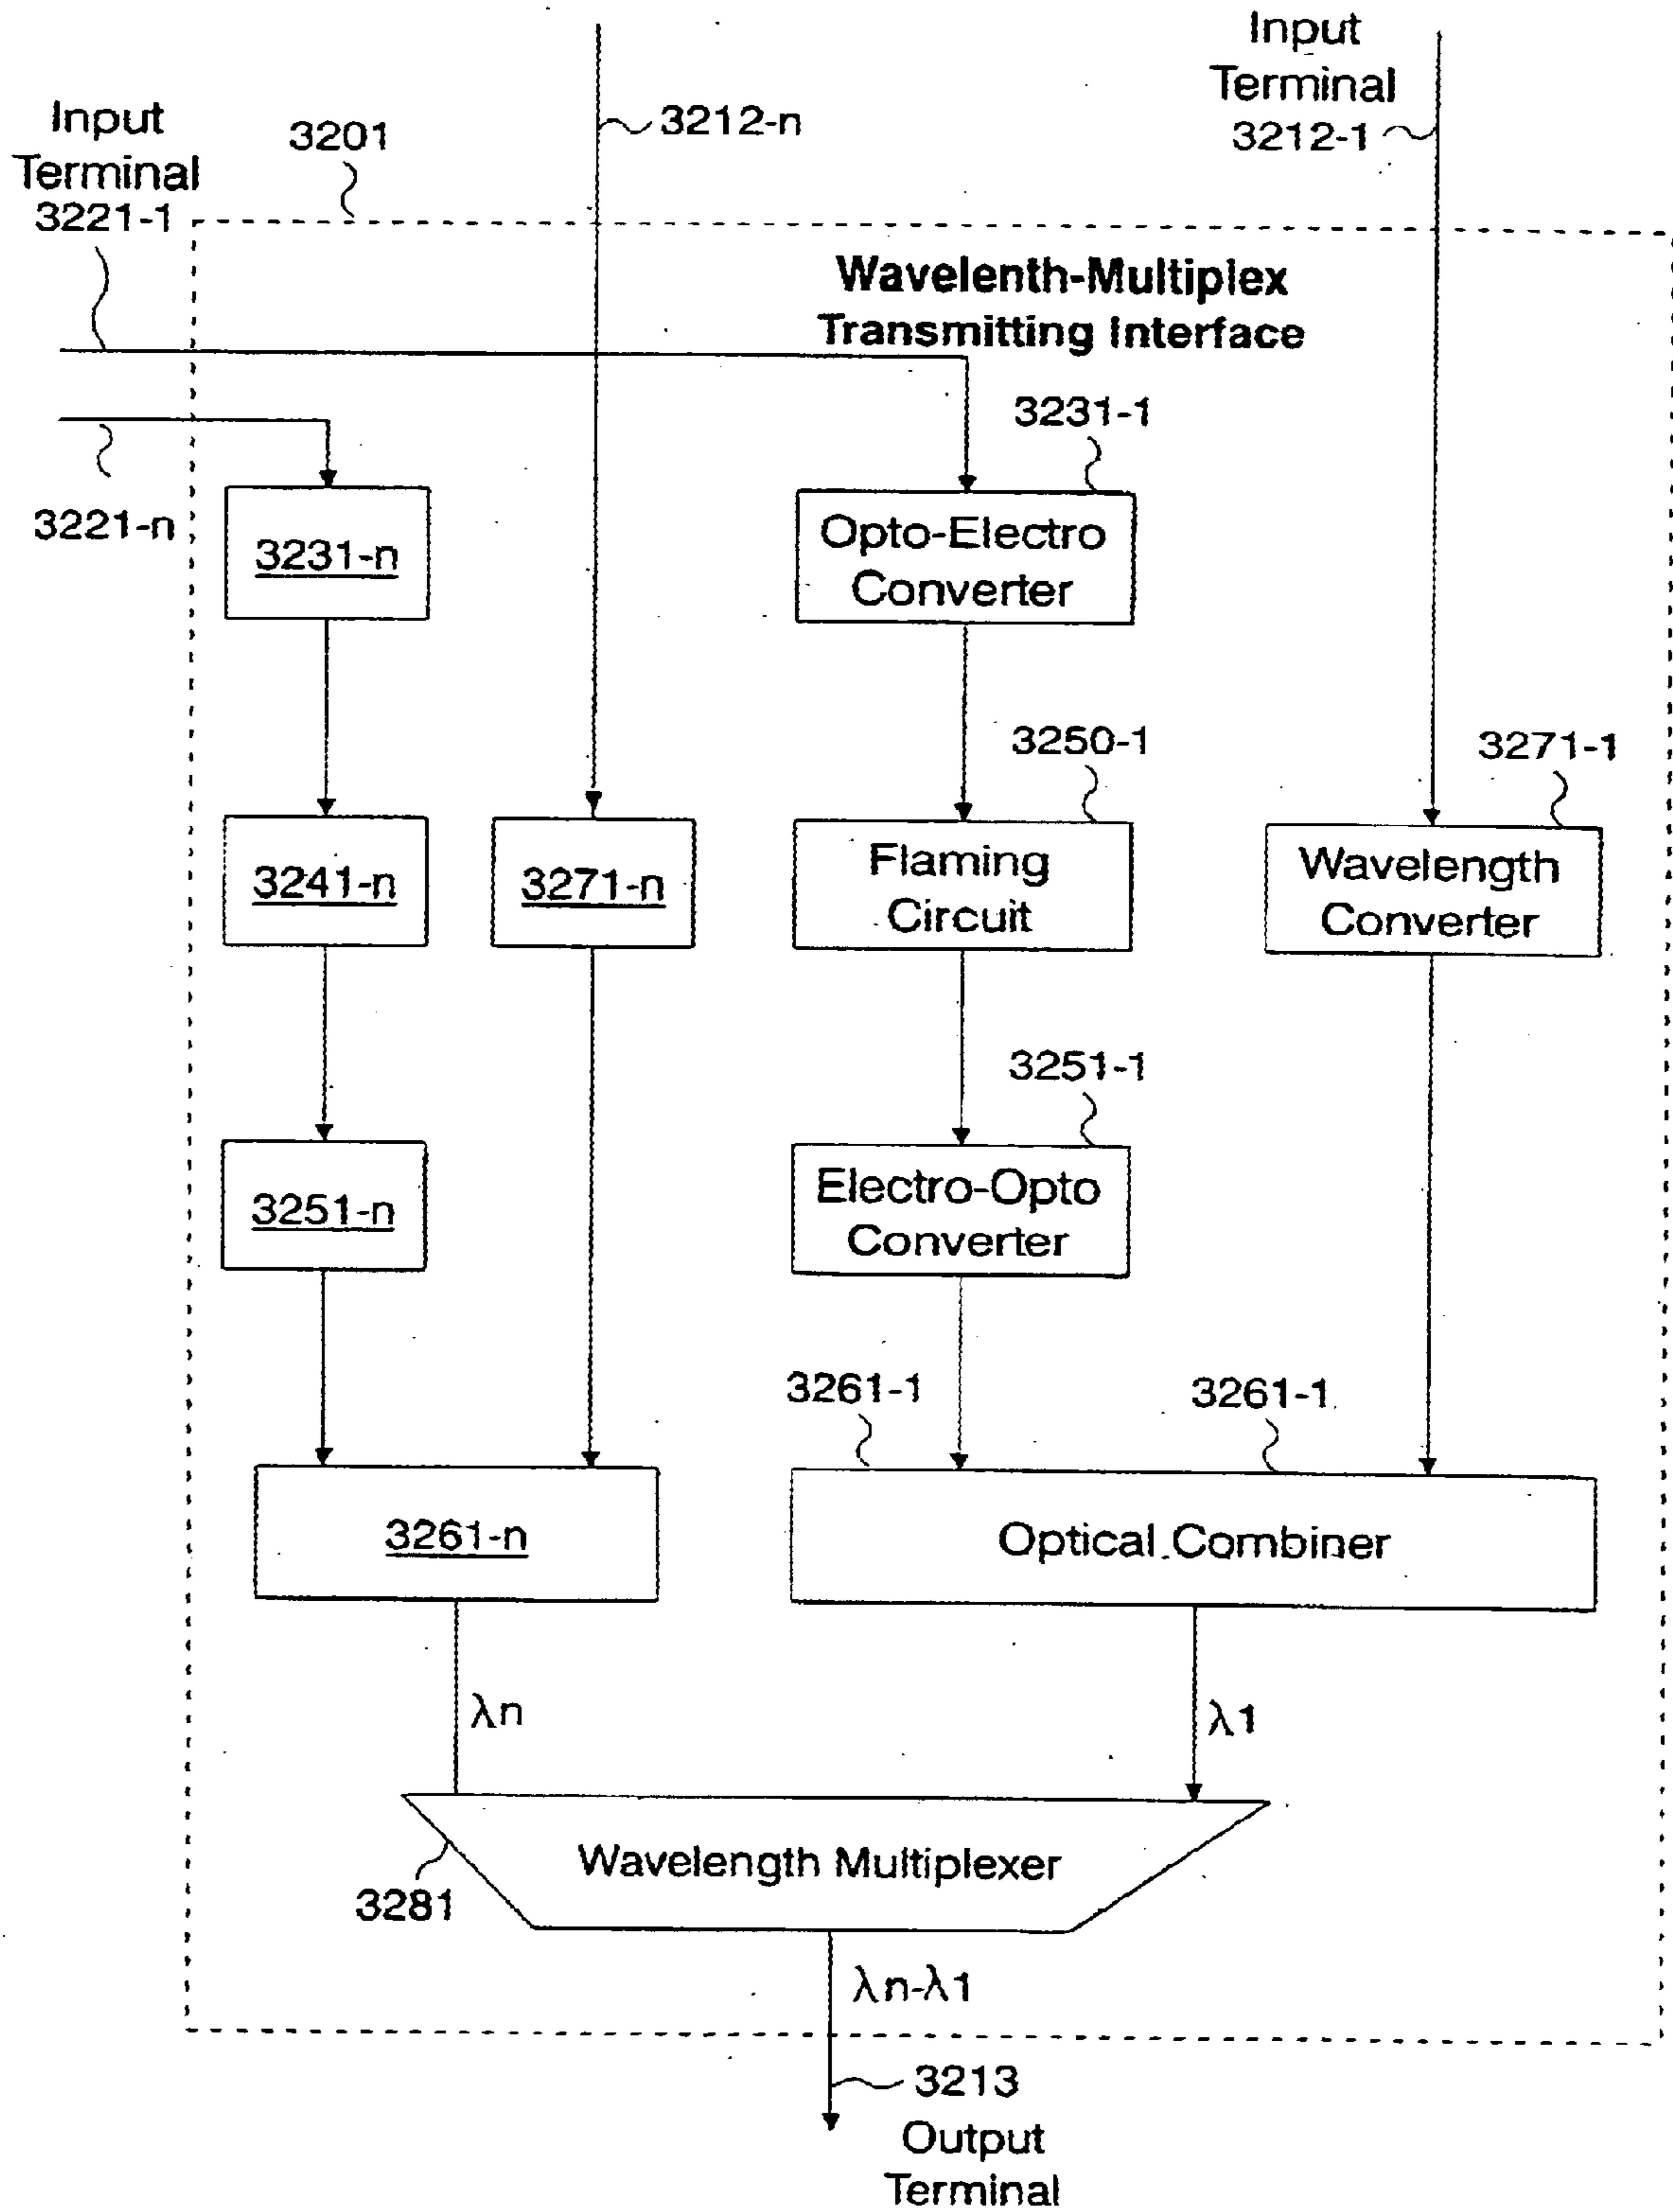 Input
Terminal
3212-1
3212-n
Input
Terminal
3221-1
3201
Wavelenth-Multiplex
Transmitting Interface
3221-n
3231-1
3231-n
Opto-Electro
Converter
3250-1
3271-1
3241-n
3271-n
Flaming
Circuit
Wavelength
Converter
3251-1
3251-n
Electro-Opto
Converter
3261-1
3261-1
3261-n
Optical Combiner
λn
λ1
Wavelength Multiplexer
3281
λn-λ1
3213
Output
Terminal